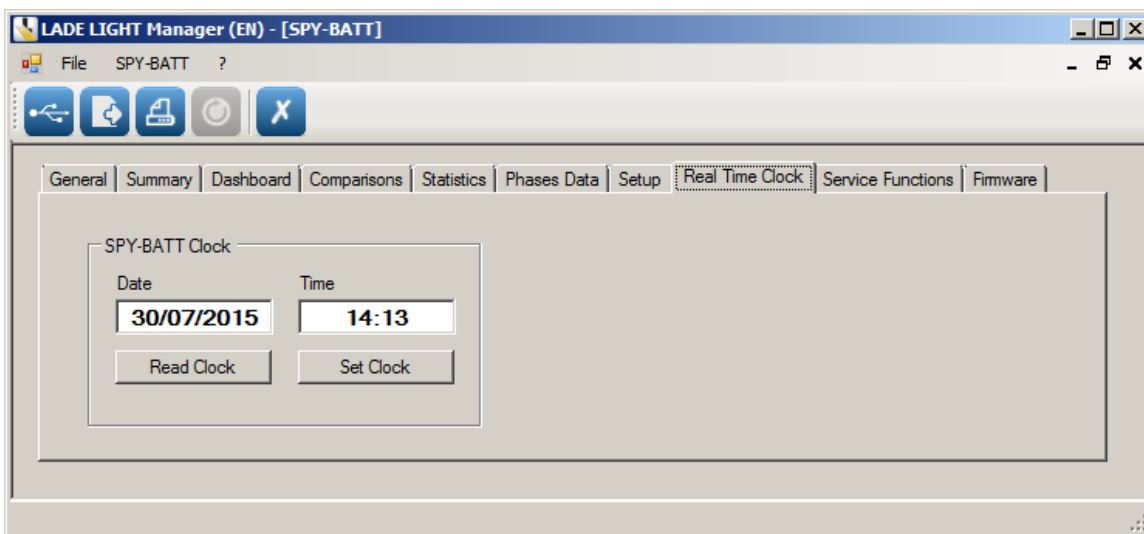 LADE LIGHT Manager (EN) - [SPY-BATT]
File SPY-BATT ?
General Summary Dashboard Comparisons Statistics Phases Data Setup Real Time Clock Service Functions Firmware
SPY-BATT Clock
Date Time
30/07/2015 14:13
Read Clock Set Clock